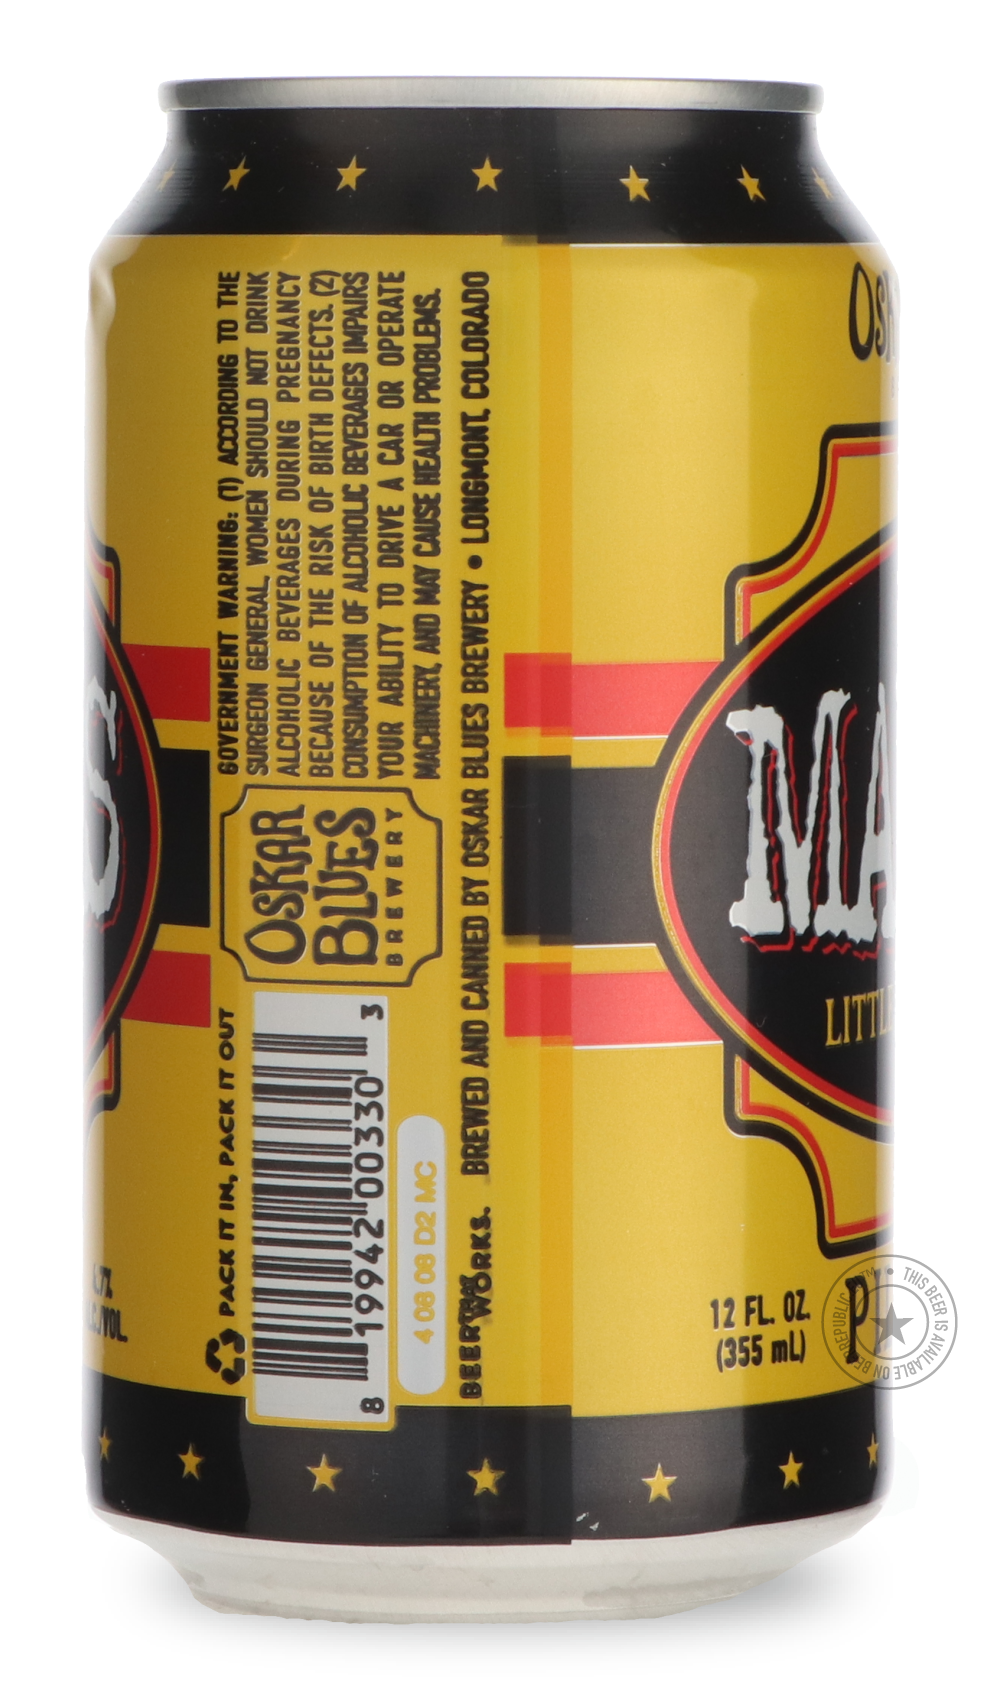 GOVERNMENT WARNING: (1) ACCORDING TO THE
SURGEON GENERAL, WOMEN SHOULD NOT DRINK
ALCOHOLIC BEVERAGES DURING PREGNANCY
BECAUSE OF THE RISK OF BIRTH DEFECTS. (2)
CONSUMPTION OF ALCOHOLIC BEVERAGES IMPAIRS
YOUR ABILITY TO DRIVE A CAR OR OPERATE
MACHINERY, AND MAY CAUSE HEALTH PROBLEMS.
OSKAR
BLUES
BREWERY
PACK IT IN, PACK IT OUT
8 19942 00330 3
4 08 08 D2 MC
BEERTRAK
WORKS.
BREWED AND CANNED BY OSKAR BLUES BREWERY • LONGMONT, COLORADO
Os
MA
LITTL
12 FL. OZ.
(355 mL)
P
THIS BEER IS AVAILABLE ON BEERREPUBLIC